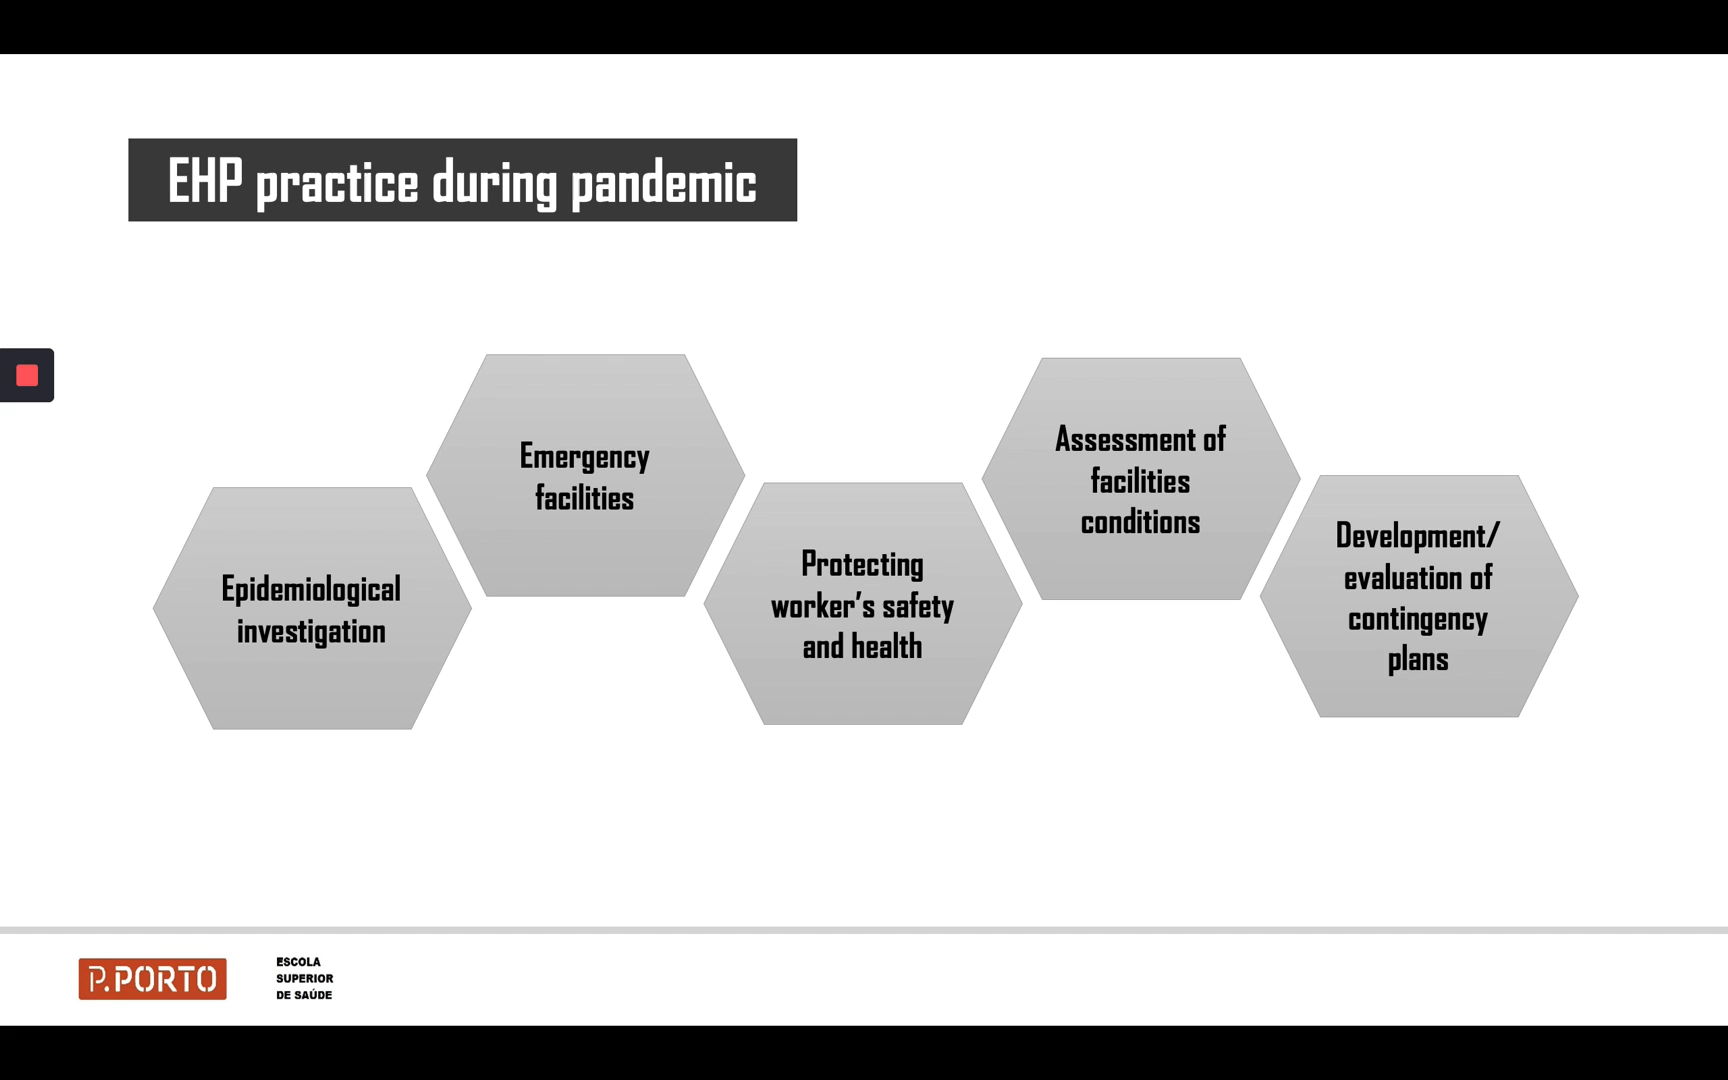 EHP practice during pandemic
Epidemiological
investigation
Emergency
facilities
Protecting
worker's safety
and health
Assessment of
facilities
conditions
Development/
evaluation of
contingency
plans
P.PORTO
ESCOLA
SUPERIOR
DE SAÚDE